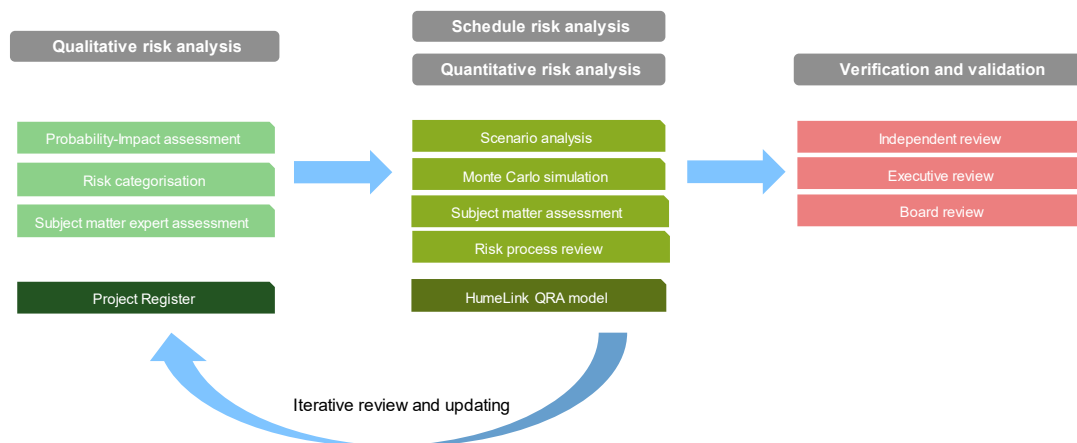 Qualitative risk analysis
Probability-Impact assessment
Risk categorisation
Subject matter expert assessment
Project Register
Schedule risk analysis
Quantitative risk analysis
Scenario analysis
Monte Carlo simulation
Subject matter assessment
Risk process review
HumeLink QRA model
Verification and validation
Independent review
Executive review
Board review
Iterative review and updating